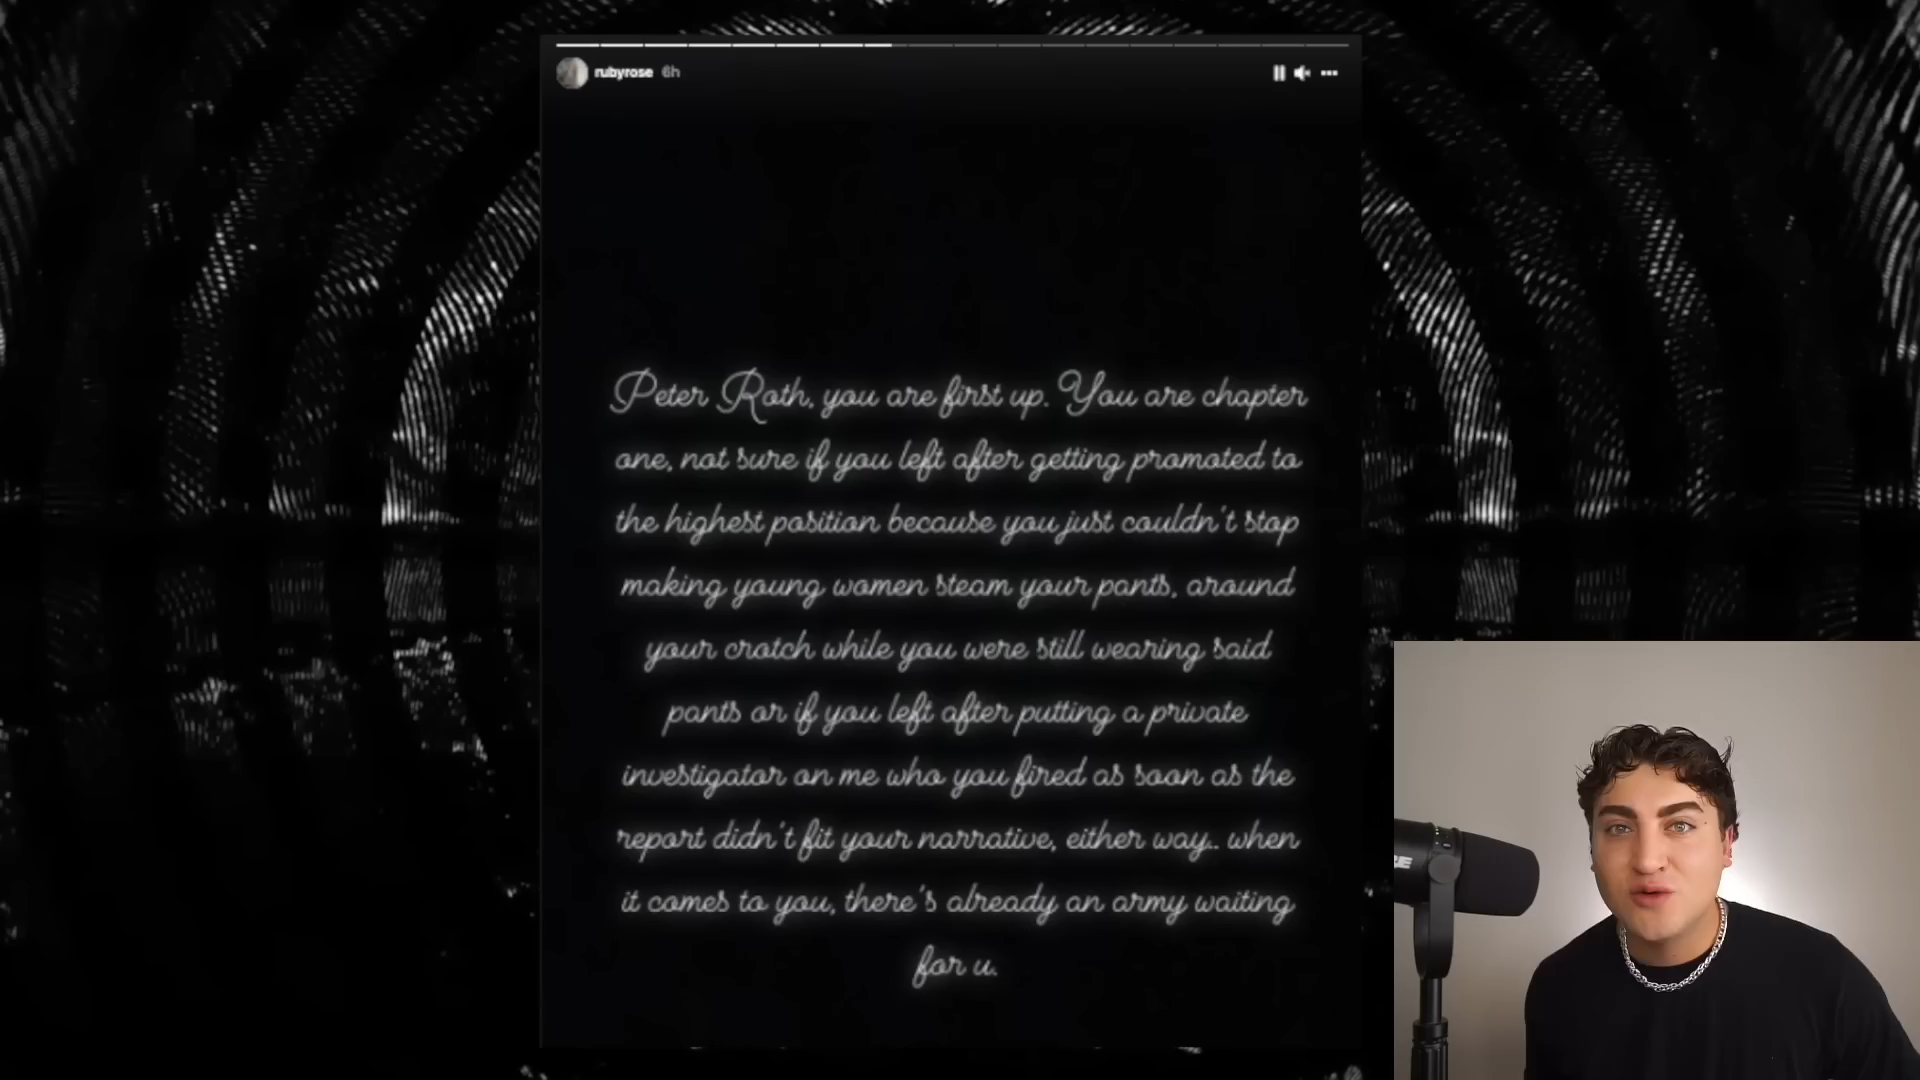 rubyrose 6h
Peter Roth, you are first up. You are chapter
one, not sure if you left after getting promoted to
the highest position because you just couldn't stop
making young women steam your pants, around
your crotch while you were still wearing said
pants or if you left after putting a private
investigator on me who you fired as soon as the
report didn't fit your narrative, either way.. when
it comes to you, there's already an army waiting
for u.